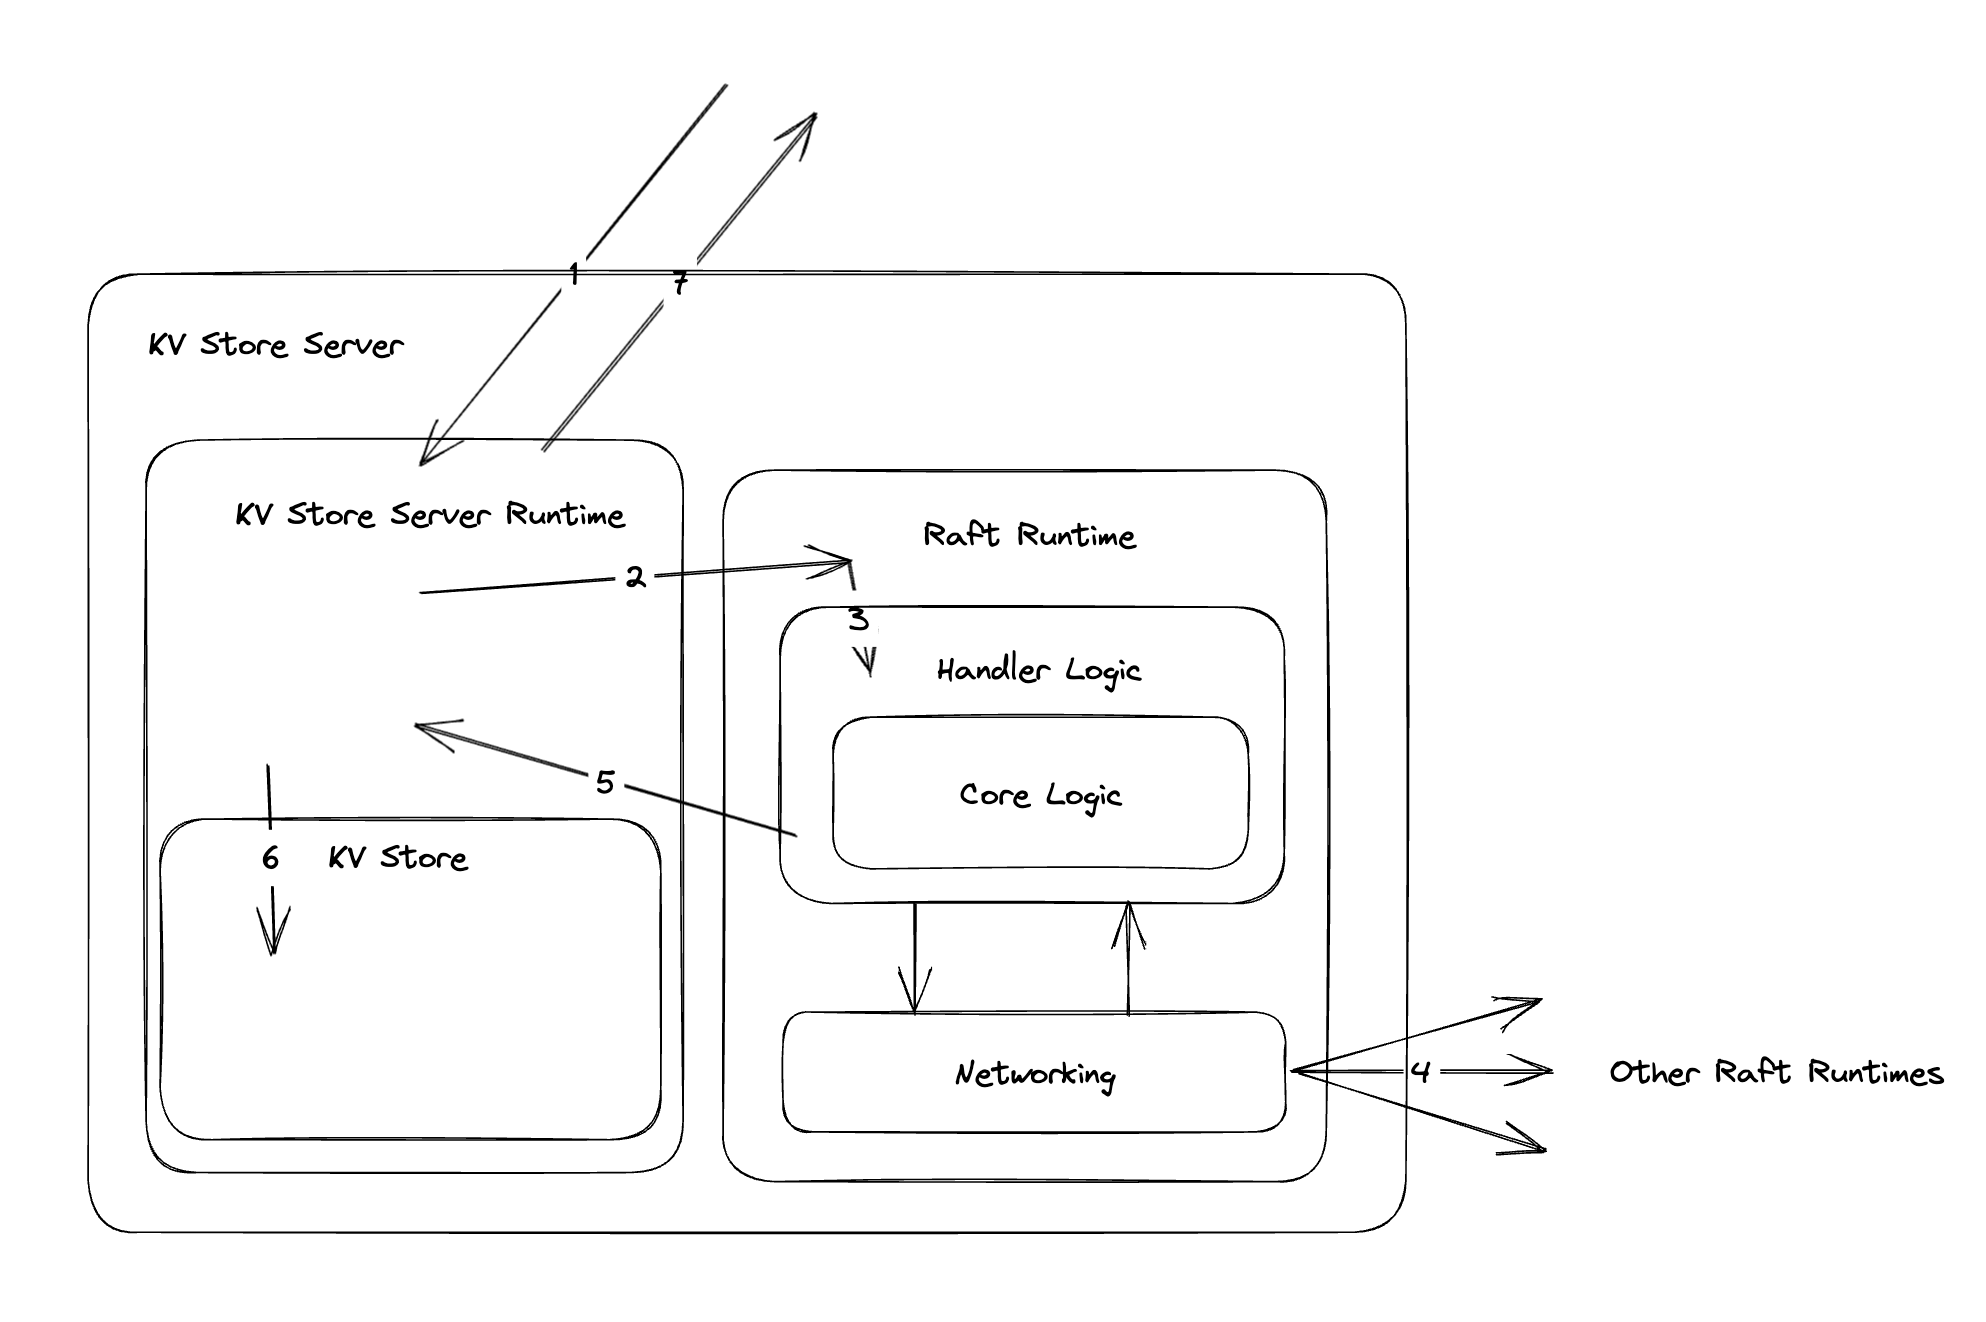 1
7
KV Store Server
KV Store Server Runtime
Raft Runtime
2
3
Handler Logic
5
Core Logic
6
KV Store
Networking
4
Other Raft Runtimes